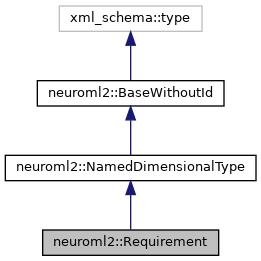 xml_schema::type
neuroml2::BaseWithoutId
neuroml2::NamedDimensionalType
neuroml2::Requirement